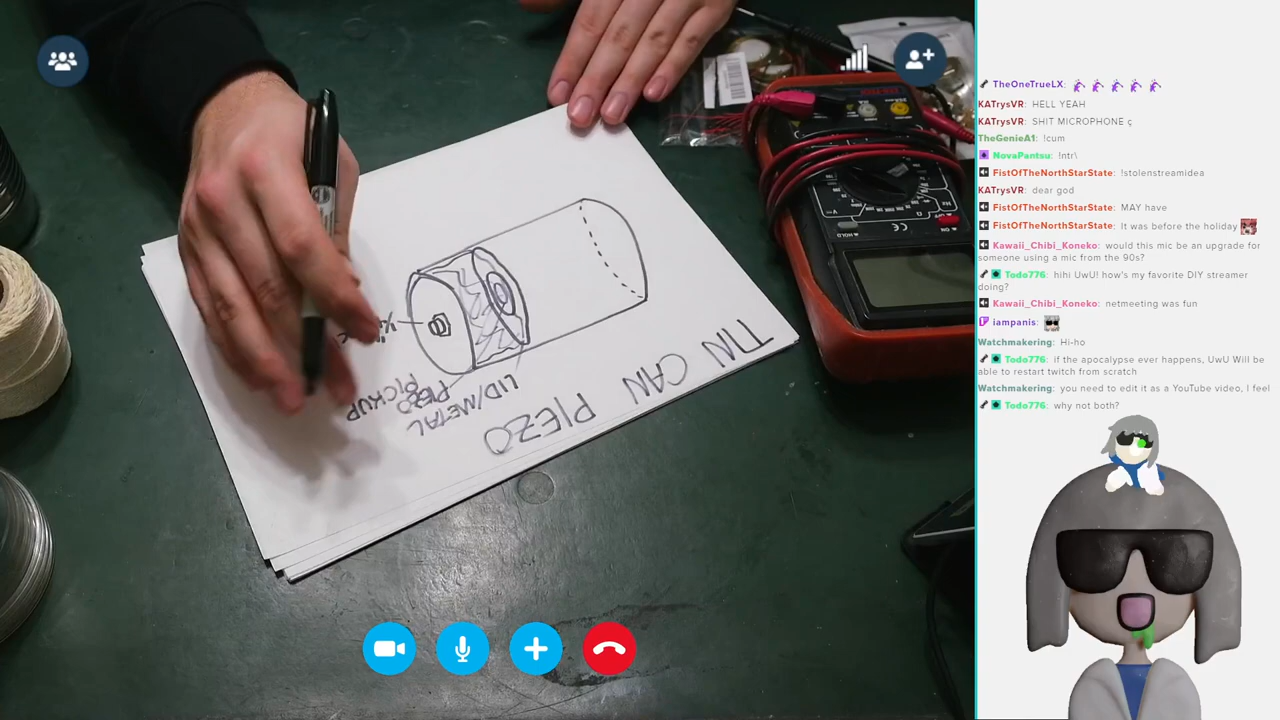 TIN CAN PIEZO
LID/METAL
PIEZO
PICKUP
TheOneTrueLX:
KATrysVR: HELL YEAH
KATrysVR: SHIT MICROPHONE ç
TheGenieA1: !cum
NovaPantsu: !ntr\
FistOfTheNorthStarState: !stolenstreamidea
KATrysVR: dear god
FistOfTheNorthStarState: MAY have
FistOfTheNorthStarState: It was before the holiday
Kawaii_Chibi_Koneko: would this mic be an upgrade for
someone using a mic from the 90s?
Todo776: hihi UwU! how's my favorite DIY streamer
doing?
Kawaii_Chibi_Koneko: netmeeting was fun
iampanis:
Watchmakering: Hi-ho
Todo776: if the apocalypse ever happens, UwU Will be
able to restart twitch from scratch
Watchmakering: you need to edit it as a YouTube video, I feel
Todo776: why not both?